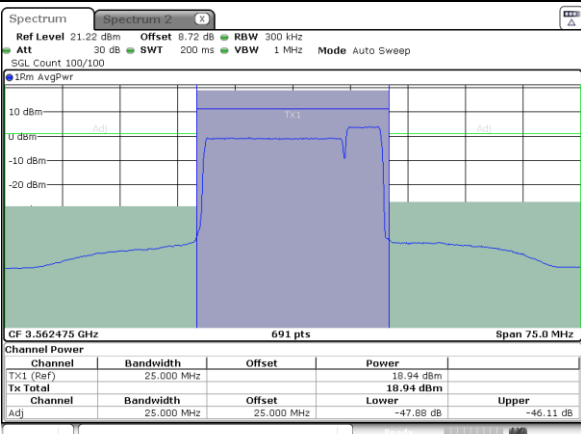 Spectrum Spectrum 2 X
Ref Level 21.22 dBm Offset 8.72 dB RBW 300 kHz
Att 30 dB SWT 200 ms VBW 1 MHz Mode Auto Sweep
SGL Count 100/100
1Rm AvgPwr
10 dBm
TX1
Adj Adj
0 dBm
-10 dBm
-20 dBm
CF 3.562475 GHz 691 pts Span 75.0 MHz
Channel Power
Channel Bandwidth Offset Power
TX1 (Ref) 25.000 MHz 18.94 dBm
Tx Total 18.94 dBm
Channel Bandwidth Offset Lower Upper
Adj 25.000 MHz 25.000 MHz -47.88 dB -46.11 dB